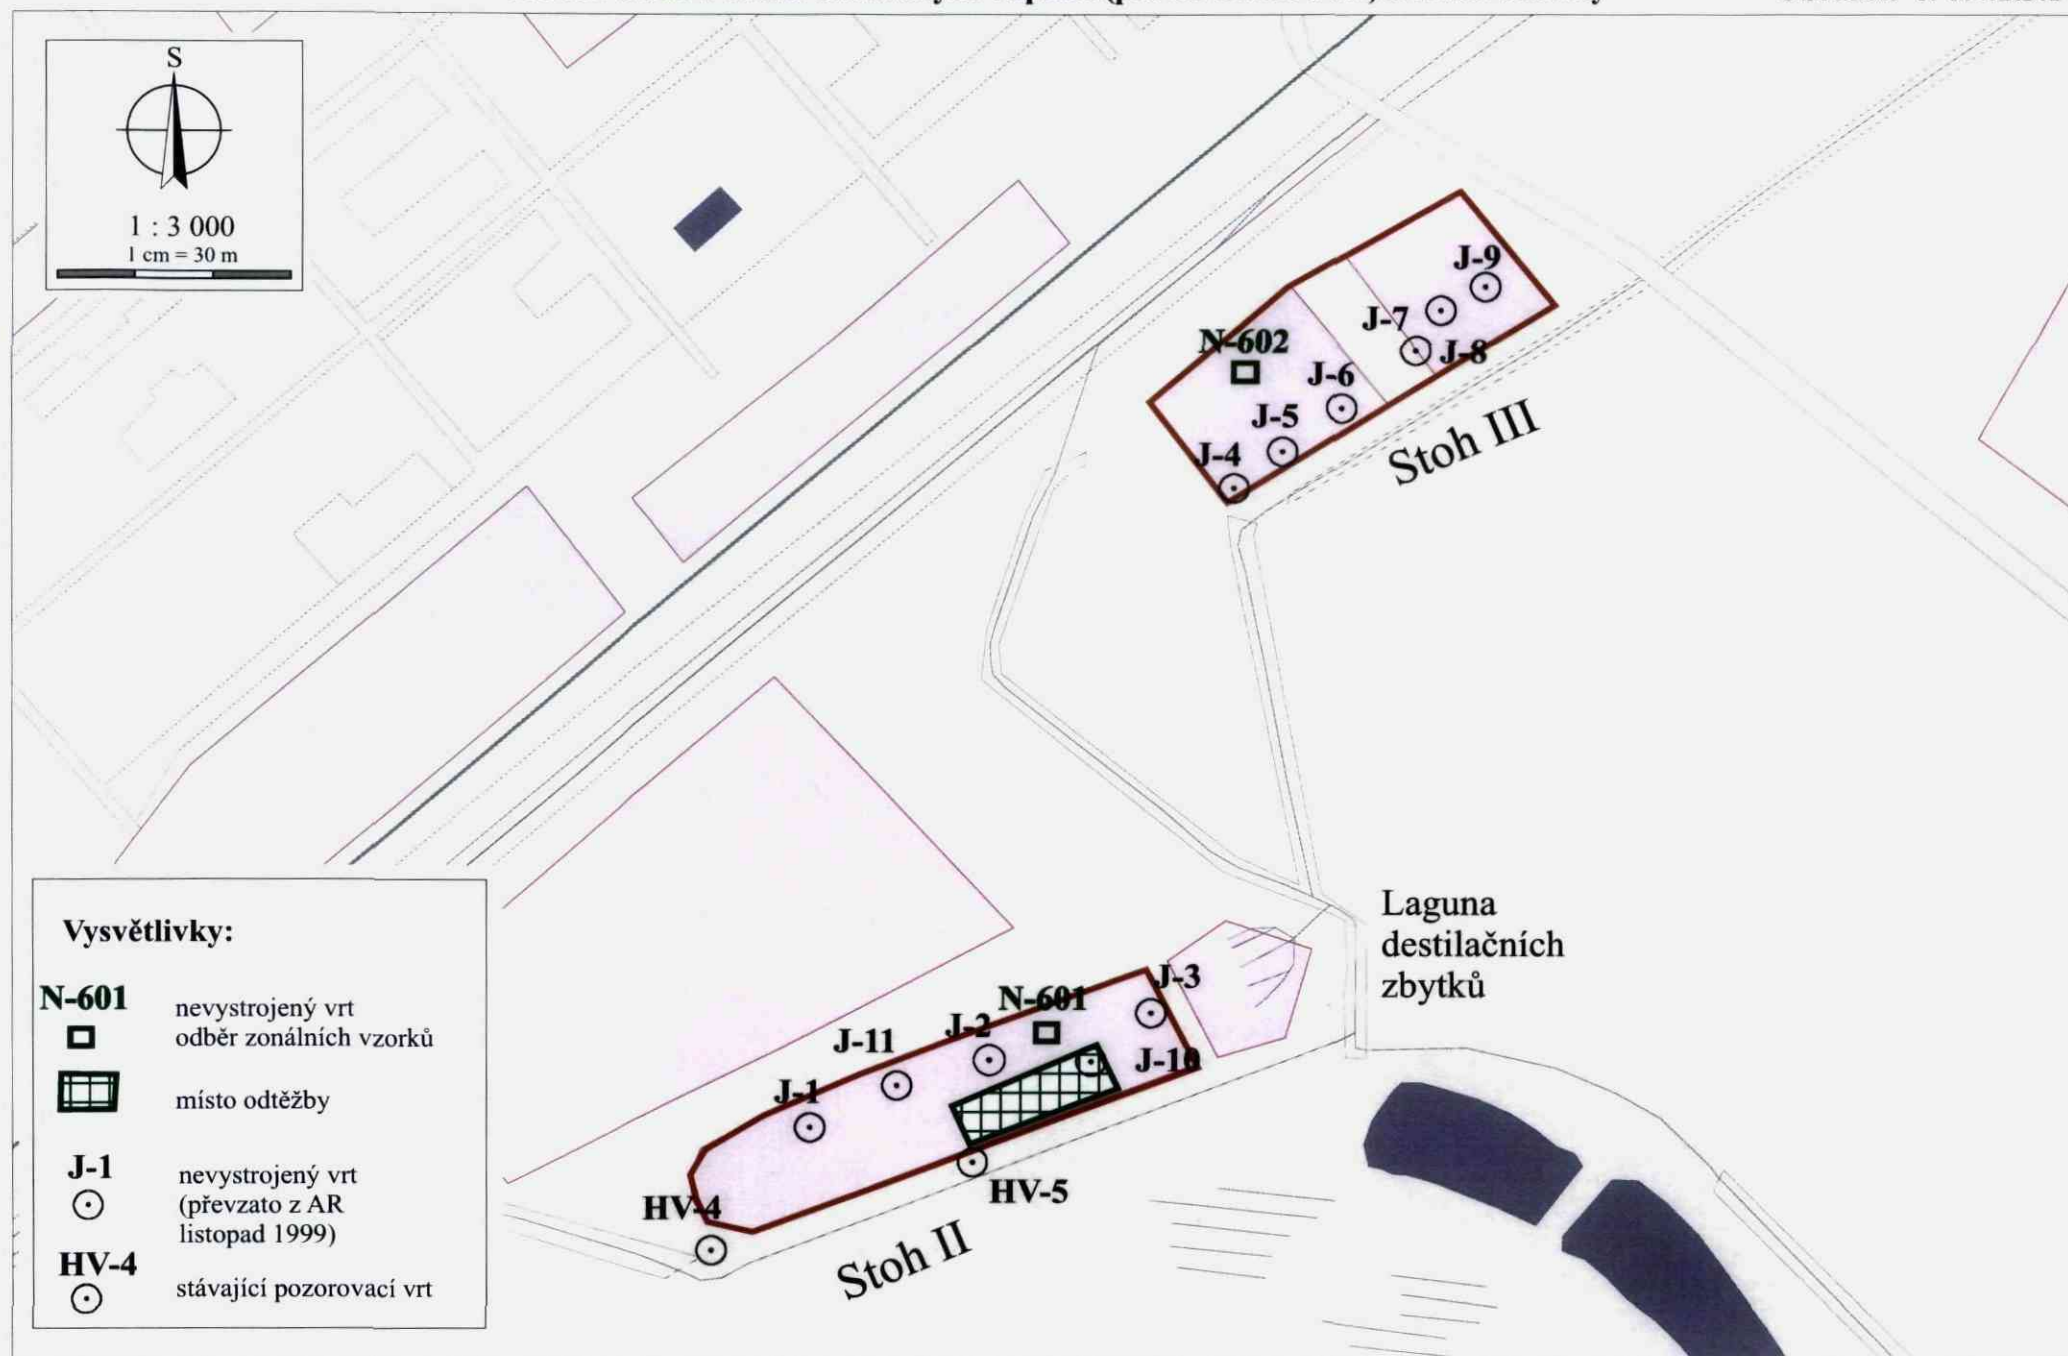 S
1 : 3 000
1 cm = 30 m
J-9
J-7
N-602
J-8
J-6
J-5
J-4
Stoh III
Laguna
destilačních
zbytků
J-3
N-601
J-2
J-11
J-10
J-1
HV-5
HV-4
Stoh II
Vysvětlivky:
N-601
nevystrojený vrt
odběr zonálních vzorků
místo odtěžby
J-1
nevystrojený vrt
(převzato z AR
listopad 1999)
HV-4
stávající pozorovací vrt